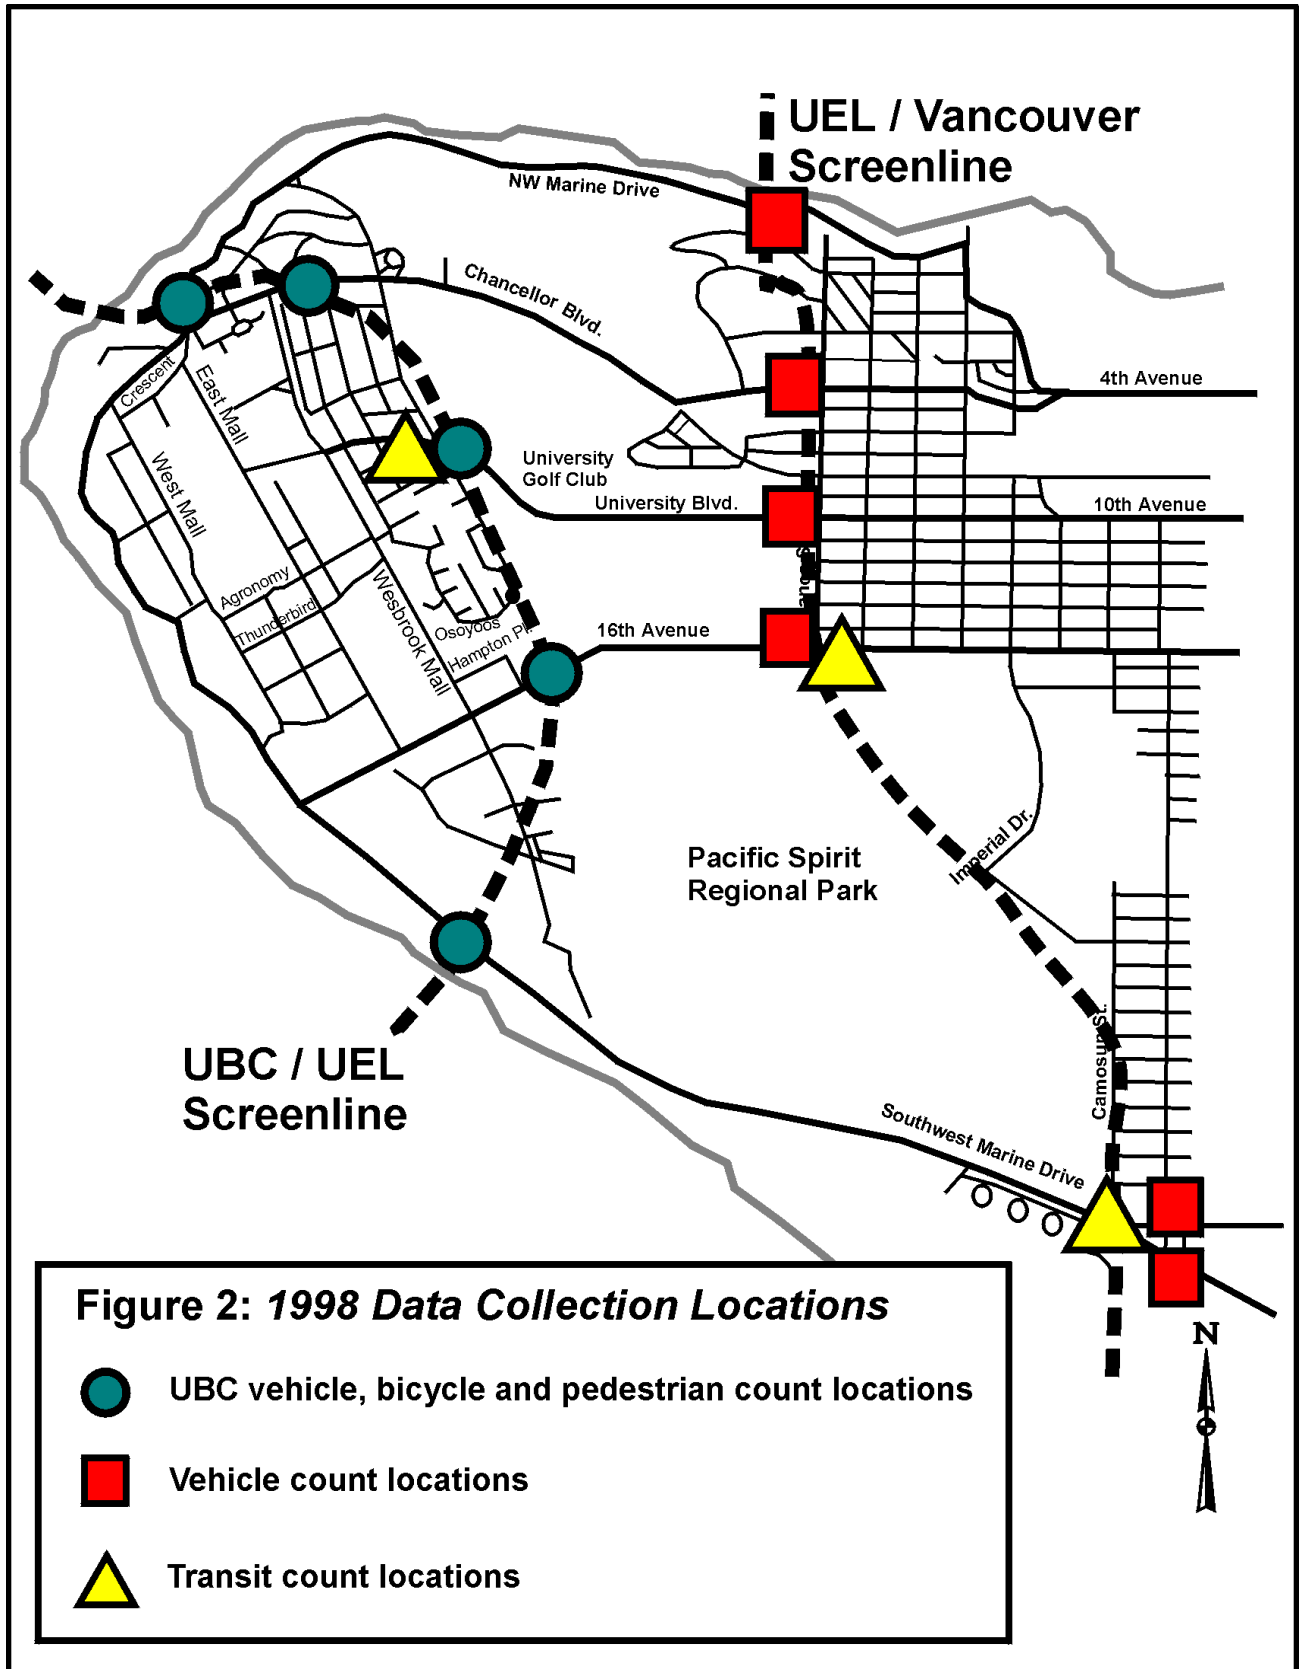 UEL / Vancouver
Screenline
NW Marine Drive
Chancellor Blvd.
4th Avenue
Crescent
East Mall
West Mall
University
Golf Club
University Blvd.
10th Avenue
Agronomy
Thunderbird
Wesbrook Mall
Osoyoos
Hampton Pl.
16th Avenue
Pacific Spirit
Regional Park
Imperial Dr.
Camosun St.
UBC / UEL
Screenline
Southwest Marine Drive
Figure 2: 1998 Data Collection Locations
N
UBC vehicle, bicycle and pedestrian count locations
Vehicle count locations
Transit count locations